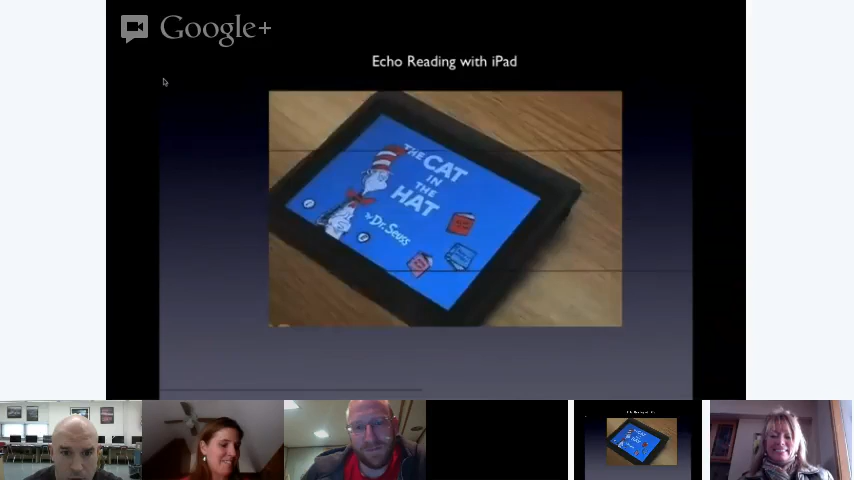 Google+
Echo Reading with iPad
THE CAT
IN
THE
HAT
by Dr. Seuss